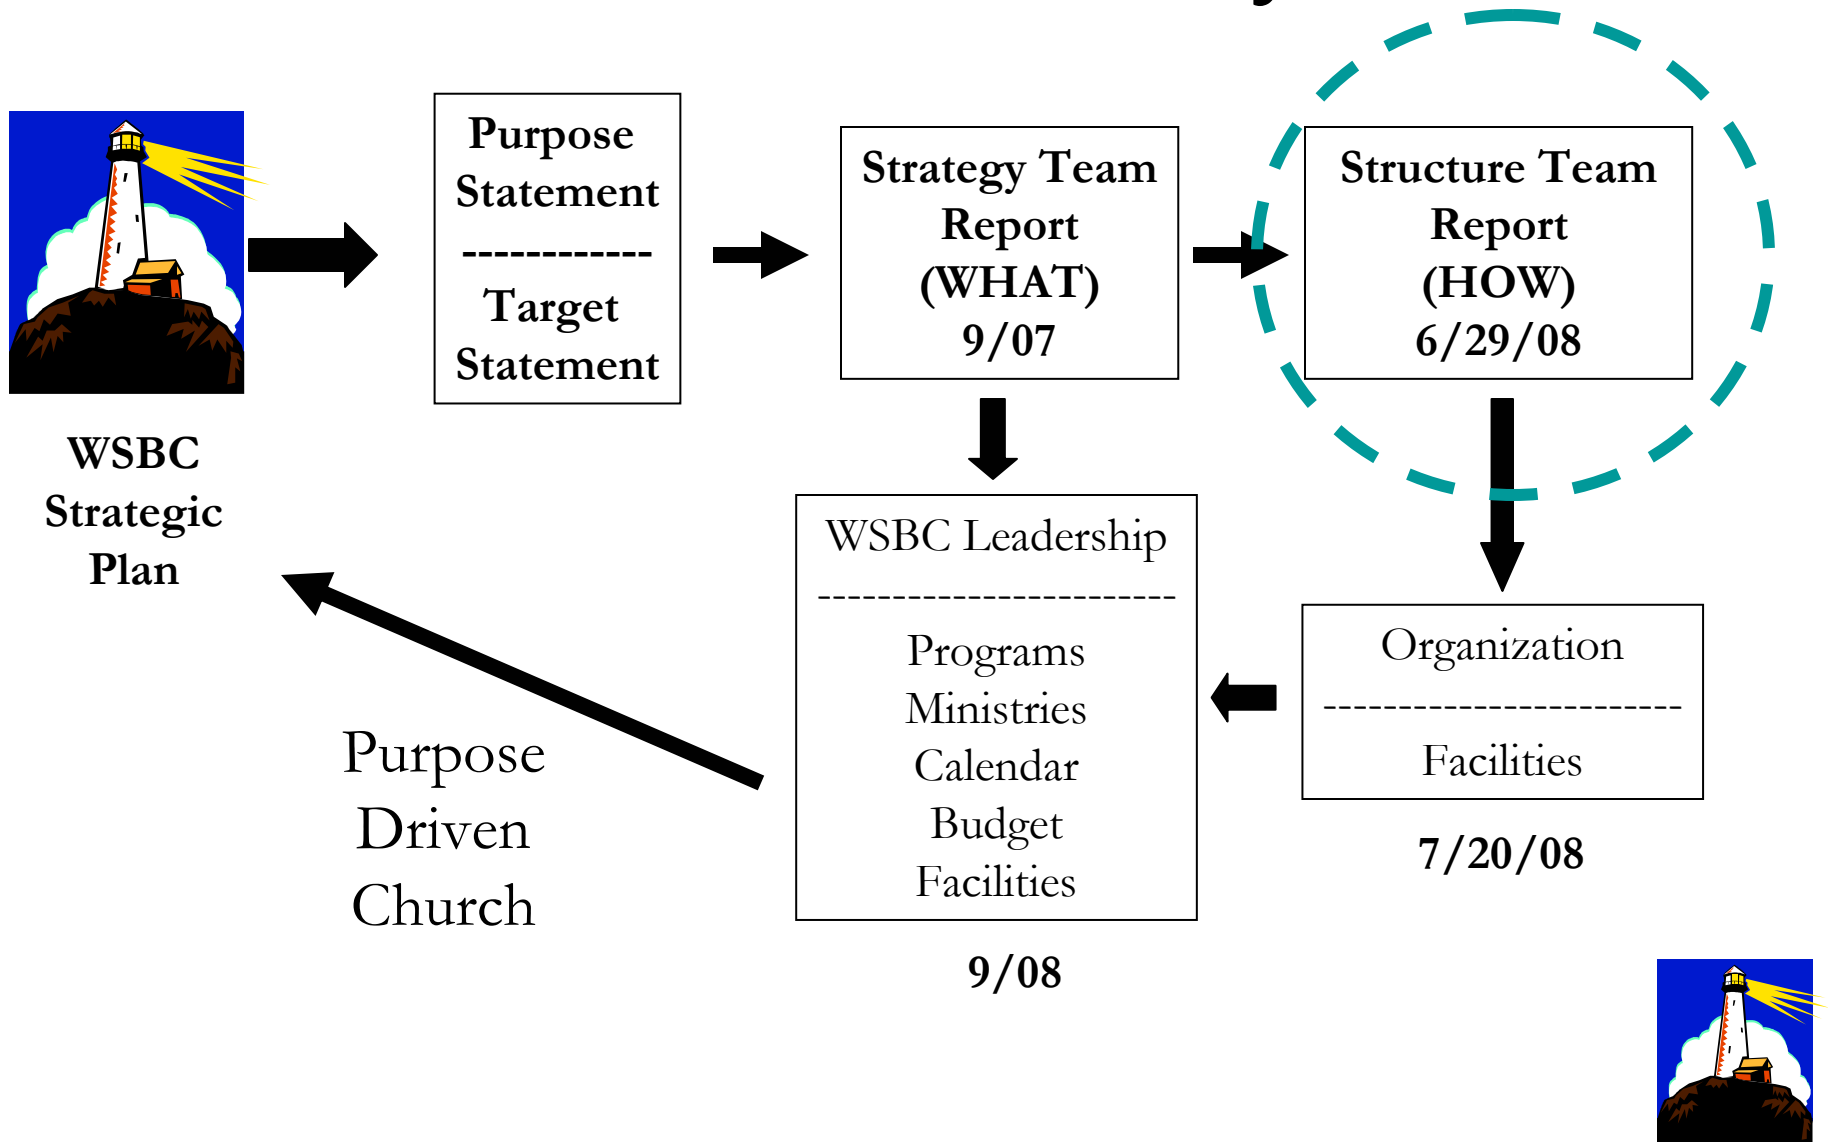 WSBC
Strategic
Plan
Purpose
Statement
------------
Target
Statement
Strategy Team
Report
(WHAT)
9/07
Structure Team
Report
(HOW)
6/29/08
WSBC Leadership
------------------------
Programs
Ministries
Calendar
Budget
Facilities
9/08
Organization
------------------------
Facilities
7/20/08
Purpose
Driven
Church